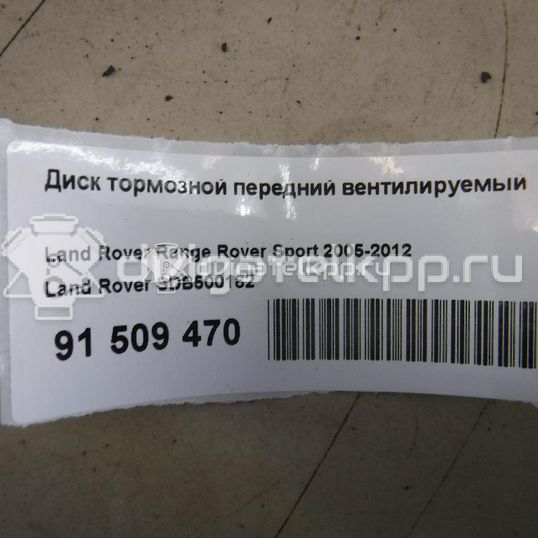 Диск тормозной передний вентилируемый
Land Rover Range Rover Sport 2005-2012
Land Rover SDB500182
91 509 470